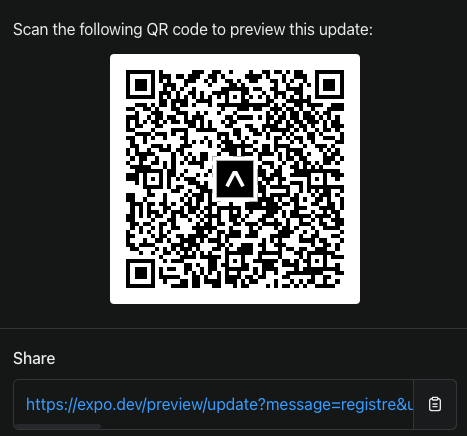 Scan the following QR code to preview this update:
Share
https://expo.dev/preview/update?message=registre&u